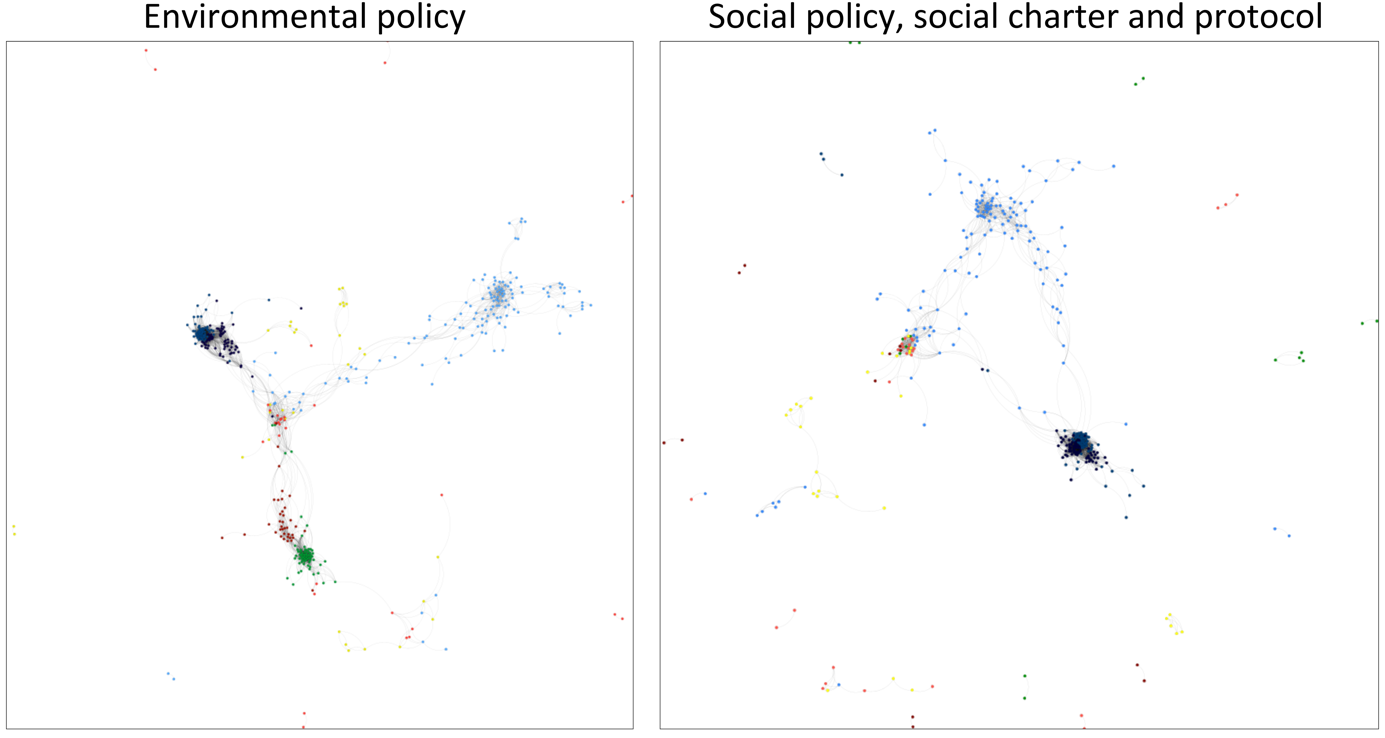 Environmental policy
Social policy, social charter and protocol